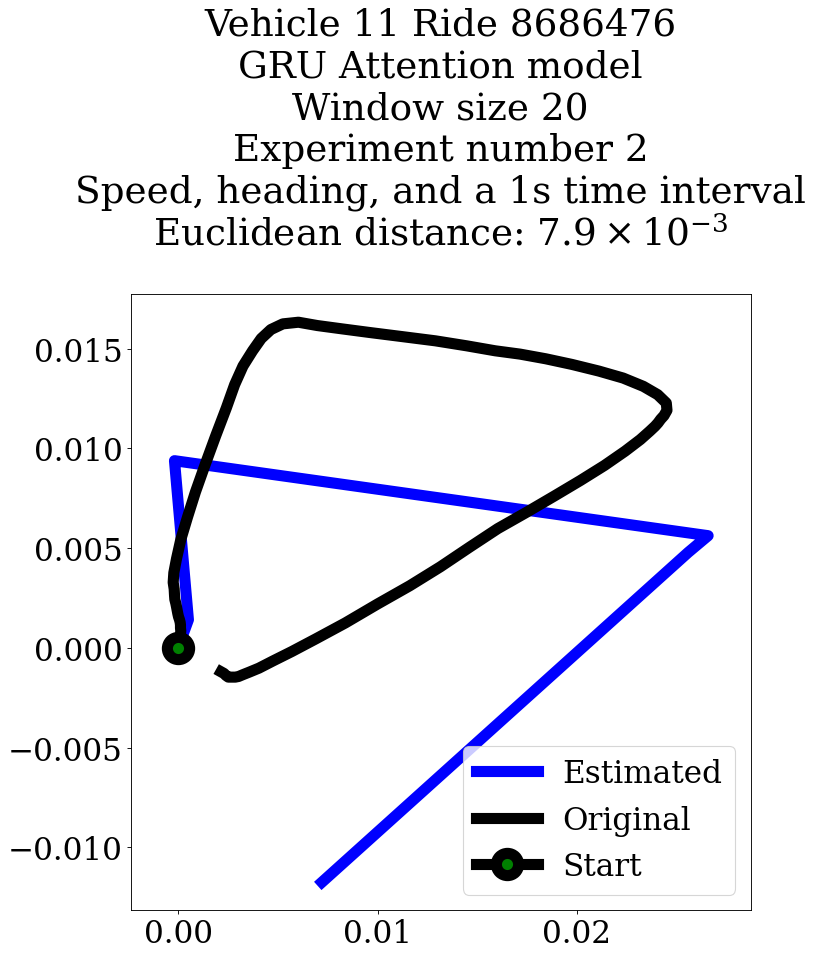 Vehicle 11 Ride 8686476
GRU Attention model
Window size 20
Experiment number 2
Speed, heading, and a 1s time interval
Euclidean distance: 7.9 × 10⁻³
0.015
0.010
0.005
0.000
−0.005
−0.010
Estimated
Original
Start
0.00
0.01
0.02